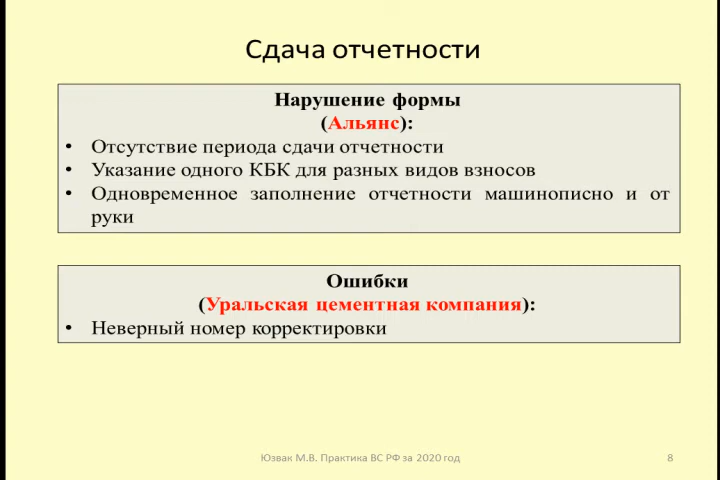 Сдача отчетности
Нарушение формы
(Альянс):
• Отсутствие периода сдачи отчетности
• Указание одного КБК для разных видов взносов
• Одновременное заполнение отчетности машинописно и от
руки
Ошибки
(Уральская цементная компания):
• Неверный номер корректировки
Юзвак М.В. Практика ВС РФ за 2020 год
8